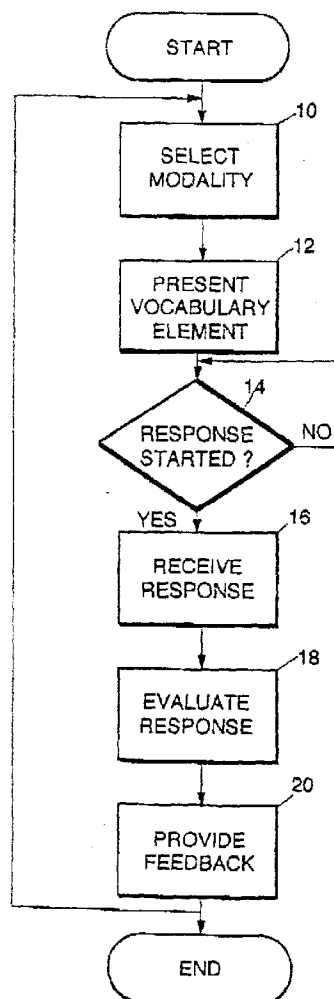 START
10
SELECT
MODALITY
12
PRESENT
VOCABULARY
ELEMENT
14
RESPONSE
STARTED ?
NO
YES
16
RECEIVE
RESPONSE
18
EVALUATE
RESPONSE
20
PROVIDE
FEEDBACK
END